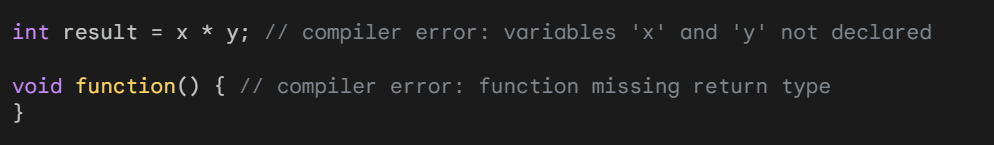 int result = x * y; // compiler error: variables 'x' and 'y' not declared
void function() { // compiler error: function missing return type
}